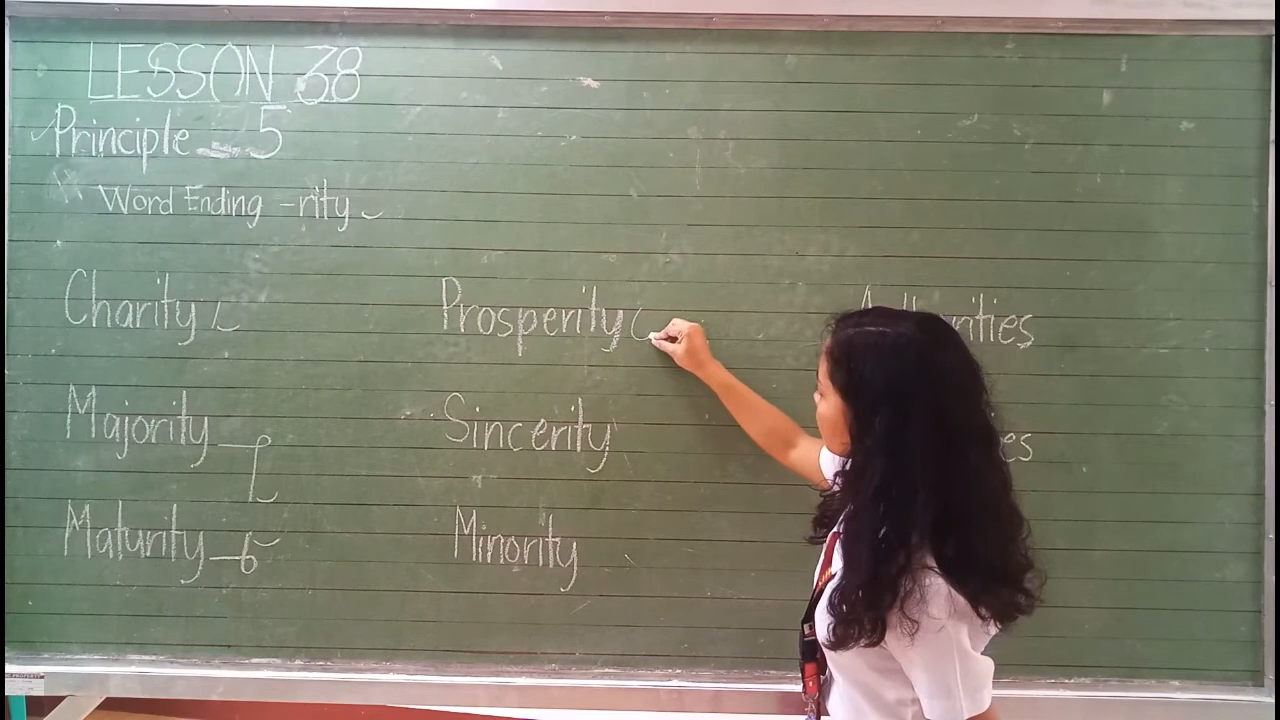 LESSON 38
Principle - 5
Word Ending -rity
Charity
Prosperity
Majority
Sincerity
Maturity
Minority